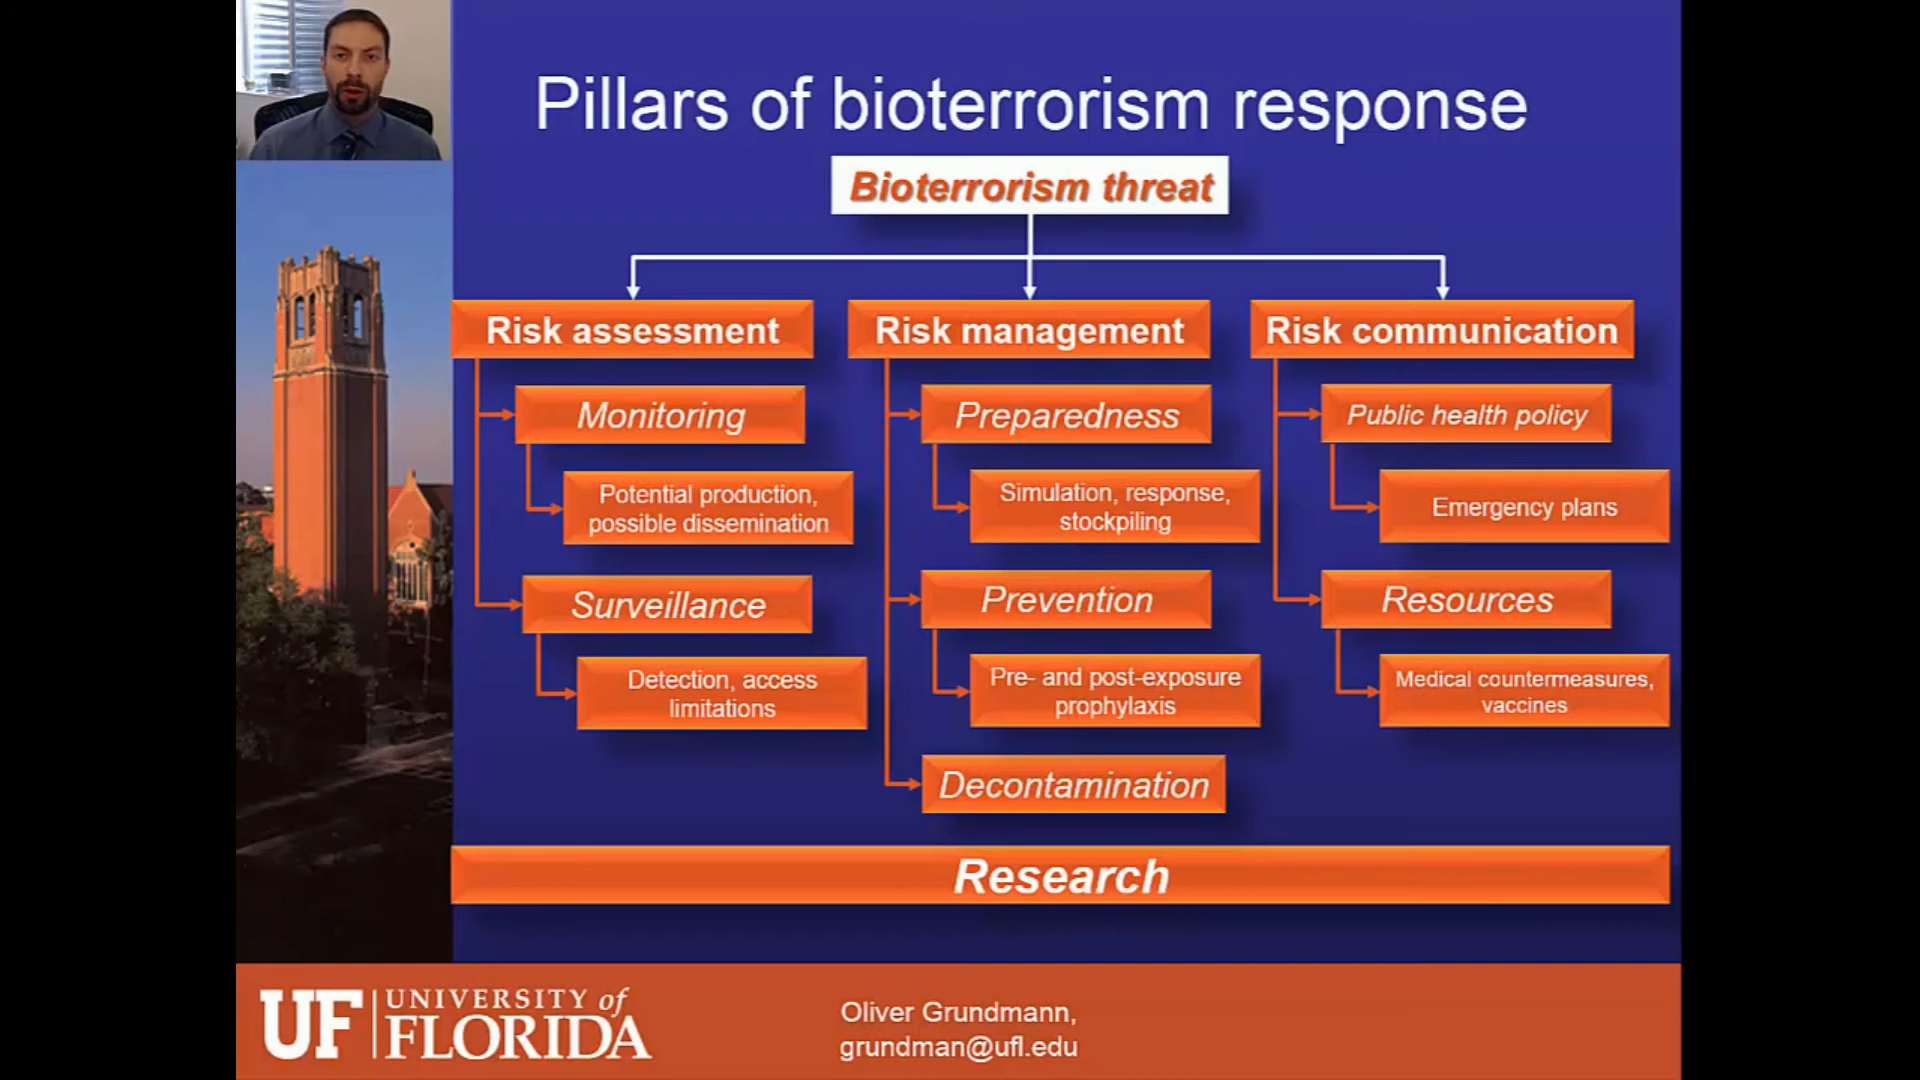 Pillars of bioterrorism response
Bioterrorism threat
Risk assessment
Monitoring
Potential production,
possible dissemination
Surveillance
Detection, access
limitations
Risk management
Preparedness
Simulation, response,
stockpiling
Prevention
Pre- and post-exposure
prophylaxis
Decontamination
Risk communication
Public health policy
Emergency plans
Resources
Medical countermeasures,
vaccines
Research
UF UNIVERSITY of
FLORIDA
Oliver Grundmann,
grundman@ufl.edu